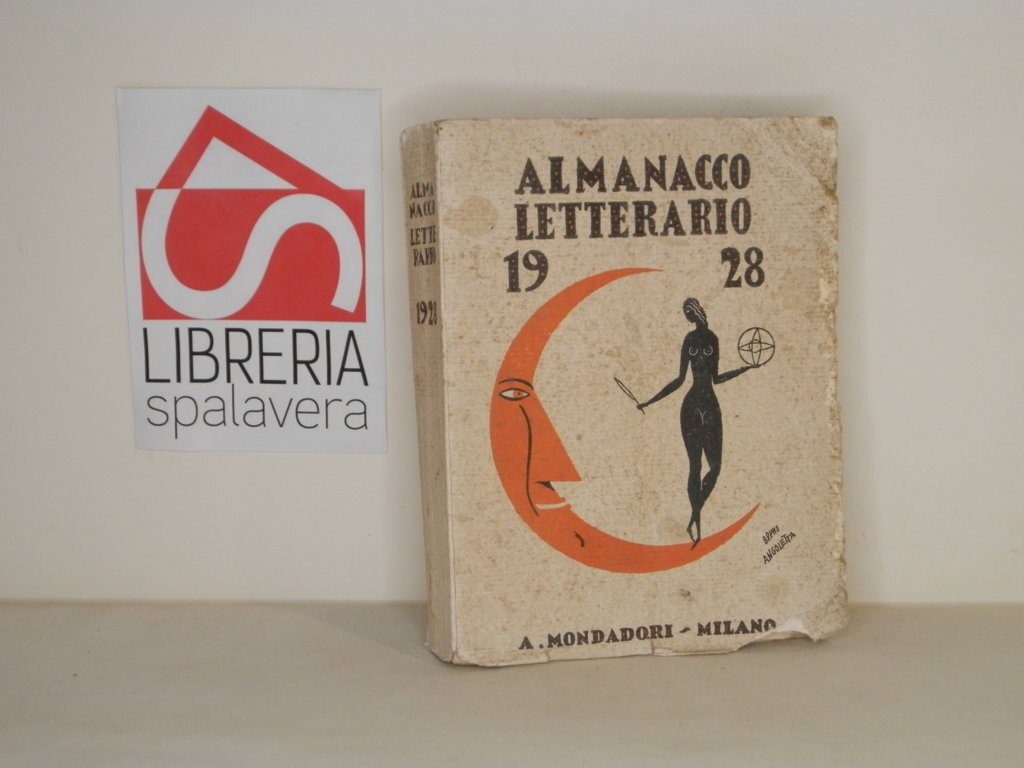 LIBRERIA
spalavera
ALMA
NACCO
LETTE
RARIO
1928
ALMANACCO
LETTERARIO
19 28
BRUNO
ANGOLETTA
A. MONDADORI - MILANO